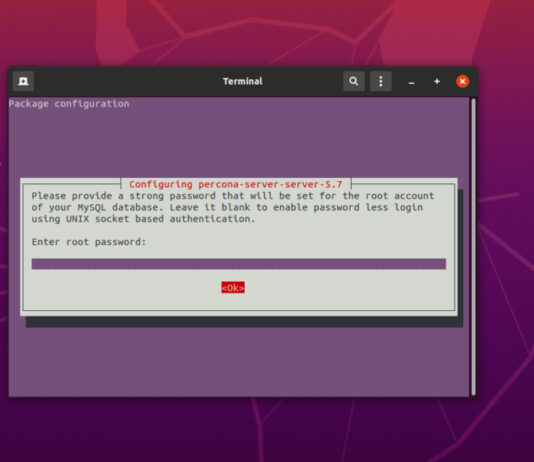 Terminal
Package configuration
Configuring percona-server-server-5.7
Please provide a strong password that will be set for the root account
of your MySQL database. Leave it blank to enable password less login
using UNIX socket based authentication.
Enter root password:
<Ok>